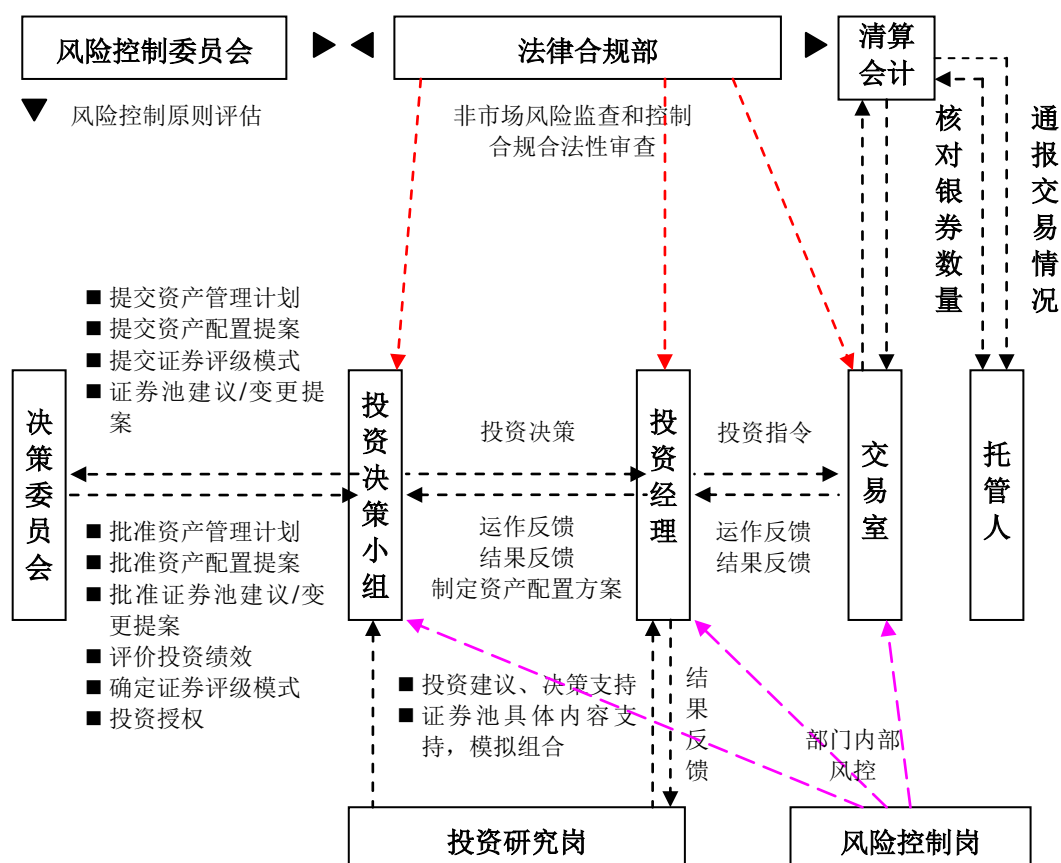 风险控制委员会
法律合规部
清算
会计
▼ 风险控制原则评估
非市场风险监查和控制
合规合法性审查
核对银券数量
通报交易情况
■ 提交资产管理计划
■ 提交资产配置提案
■ 提交证券评级模式
■ 证券池建议/变更提
案
决策委员会
投资决策小组
投资决策
投资经理
投资指令
交易室
托管人
运作反馈
结果反馈
制定资产配置方案
运作反馈
结果反馈
■ 批准资产管理计划
■ 批准资产配置提案
■ 批准证券池建议/变
更提案
■ 评价投资绩效
■ 确定证券评级模式
■ 投资授权
■ 投资建议、决策支持
■ 证券池具体内容支
持，模拟组合
结果反馈
部门内部
风控
投资研究岗
风险控制岗